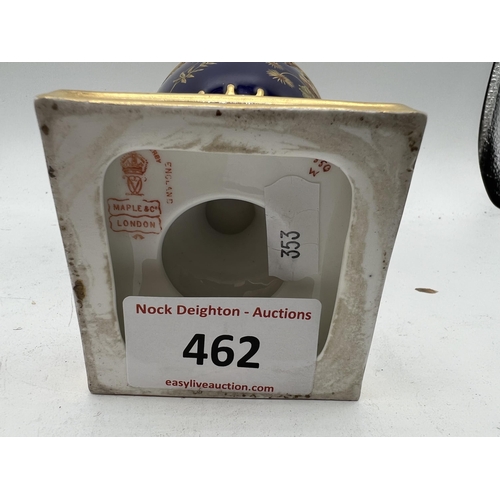 ENGLAND
MAPLE & Co
LONDON
353
Nock Deighton - Auctions
462
easyliveauction.com